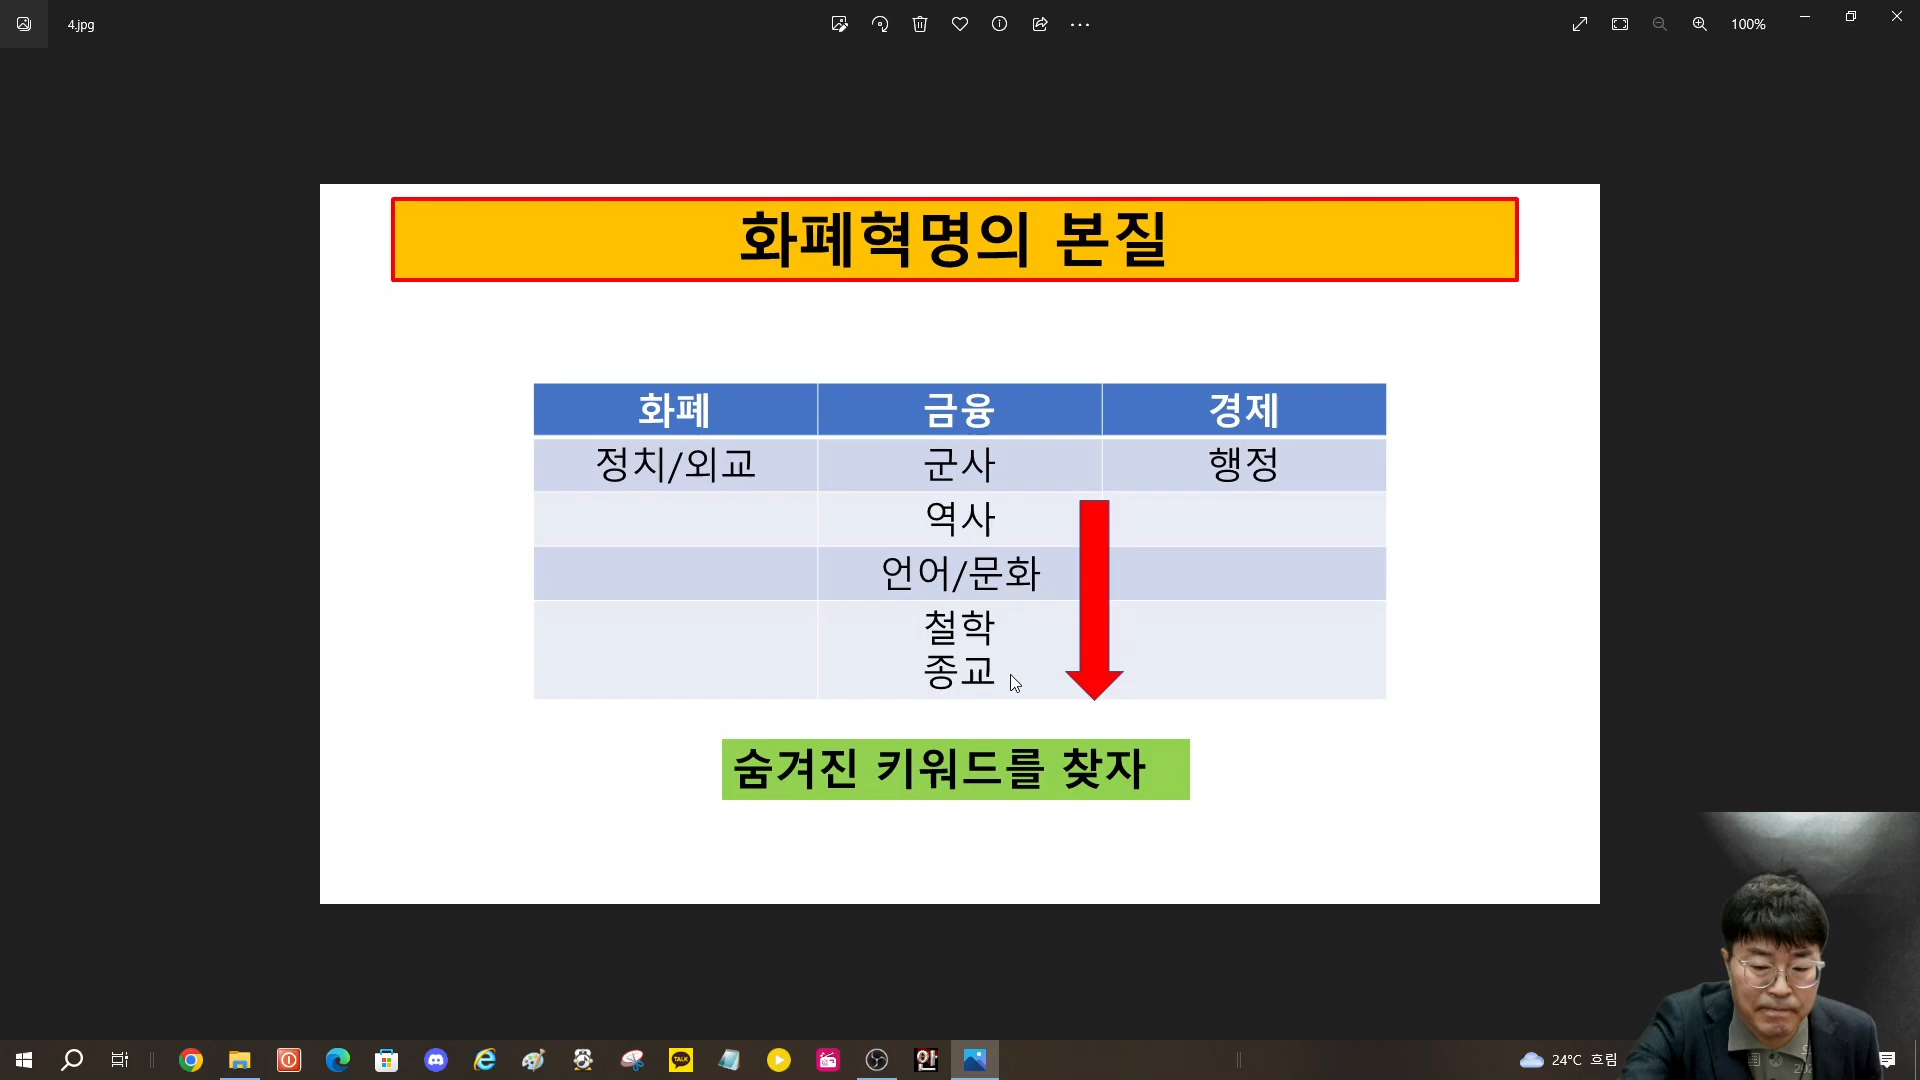 4.jpg
100%
화폐혁명의 본질
화폐 금융 경제
정치/외교 군사 행정
역사
언어/문화
철학
종교
숨겨진 키워드를 찾자
TALK
안
24°C 흐림